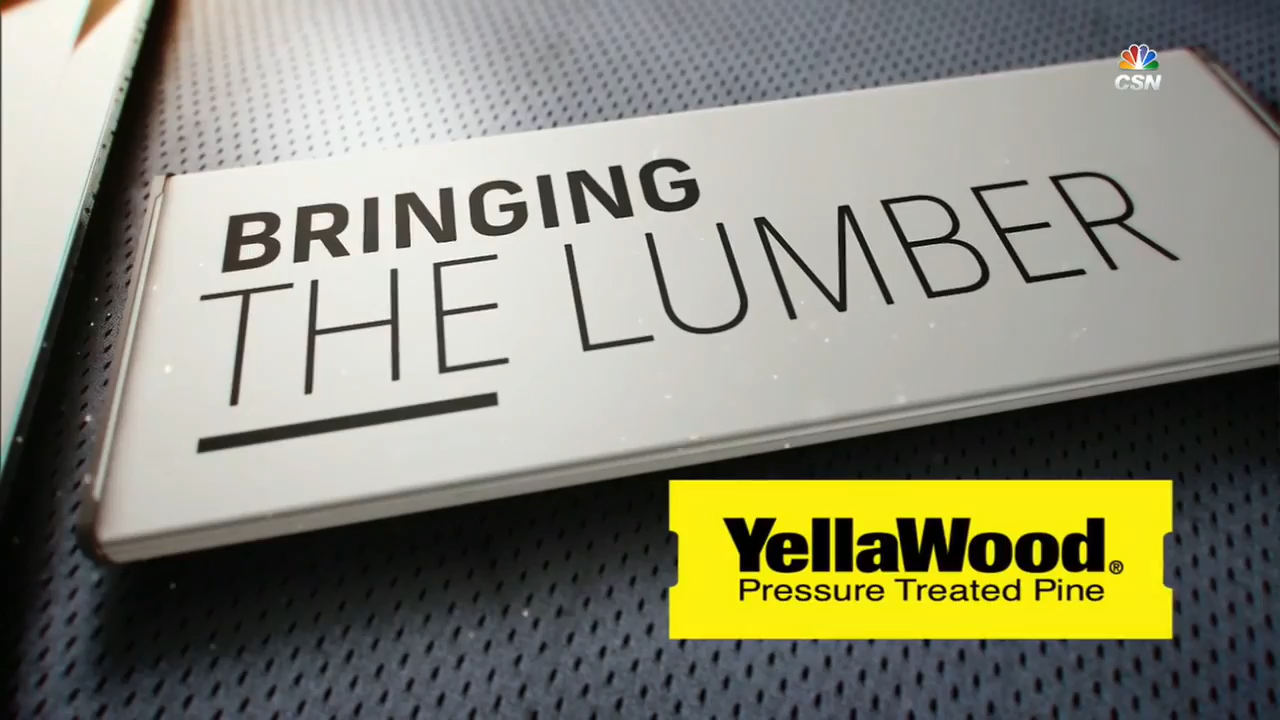 CSN
BRINGING
THE LUMBER
YellaWood®
Pressure Treated Pine